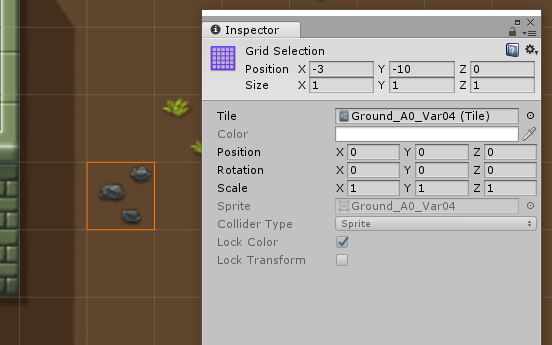 Inspector
Grid Selection
Position X -3 Y -10 Z 0
Size X 1 Y 1 Z 1
Tile Ground_A0_Var04 (Tile)
Color
Position X 0 Y 0 Z 0
Rotation X 0 Y 0 Z 0
Scale X 1 Y 1 Z 1
Sprite Ground_A0_Var04
Collider Type Sprite
Lock Color
Lock Transform